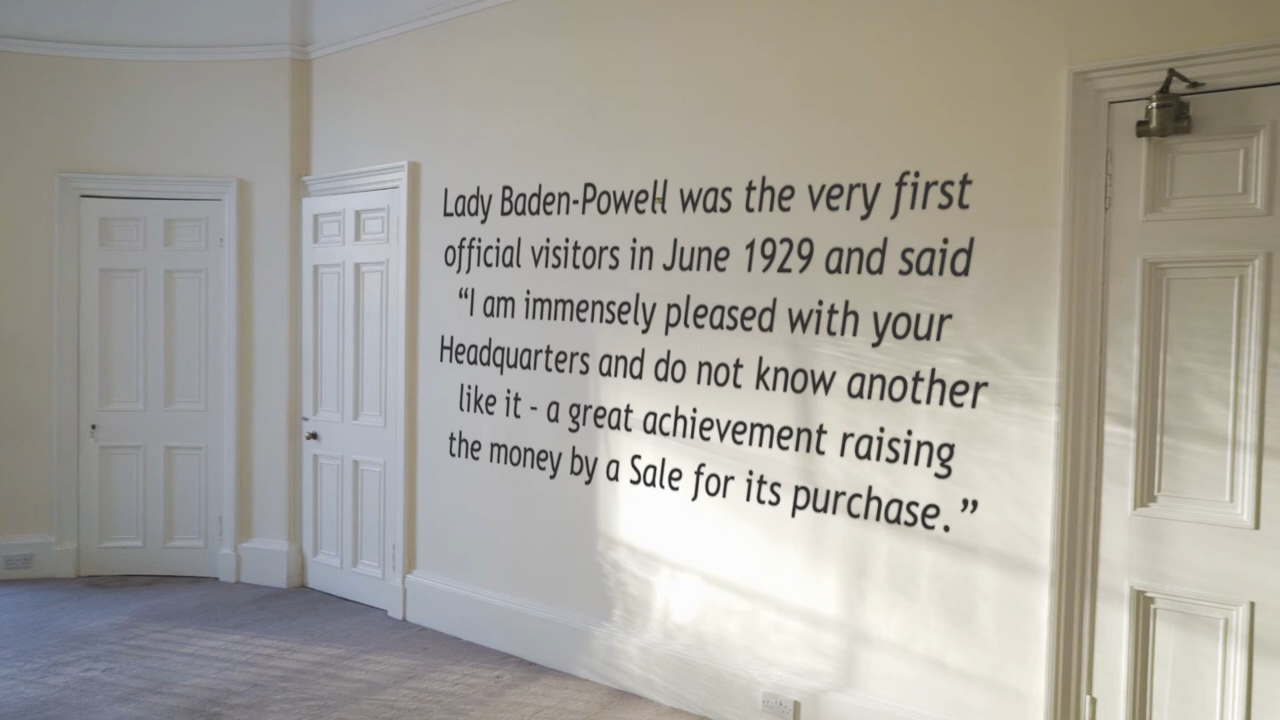 Lady Baden-Powell was the very first
official visitors in June 1929 and said
“I am immensely pleased with your
Headquarters and do not know another
like it - a great achievement raising
the money by a Sale for its purchase.”